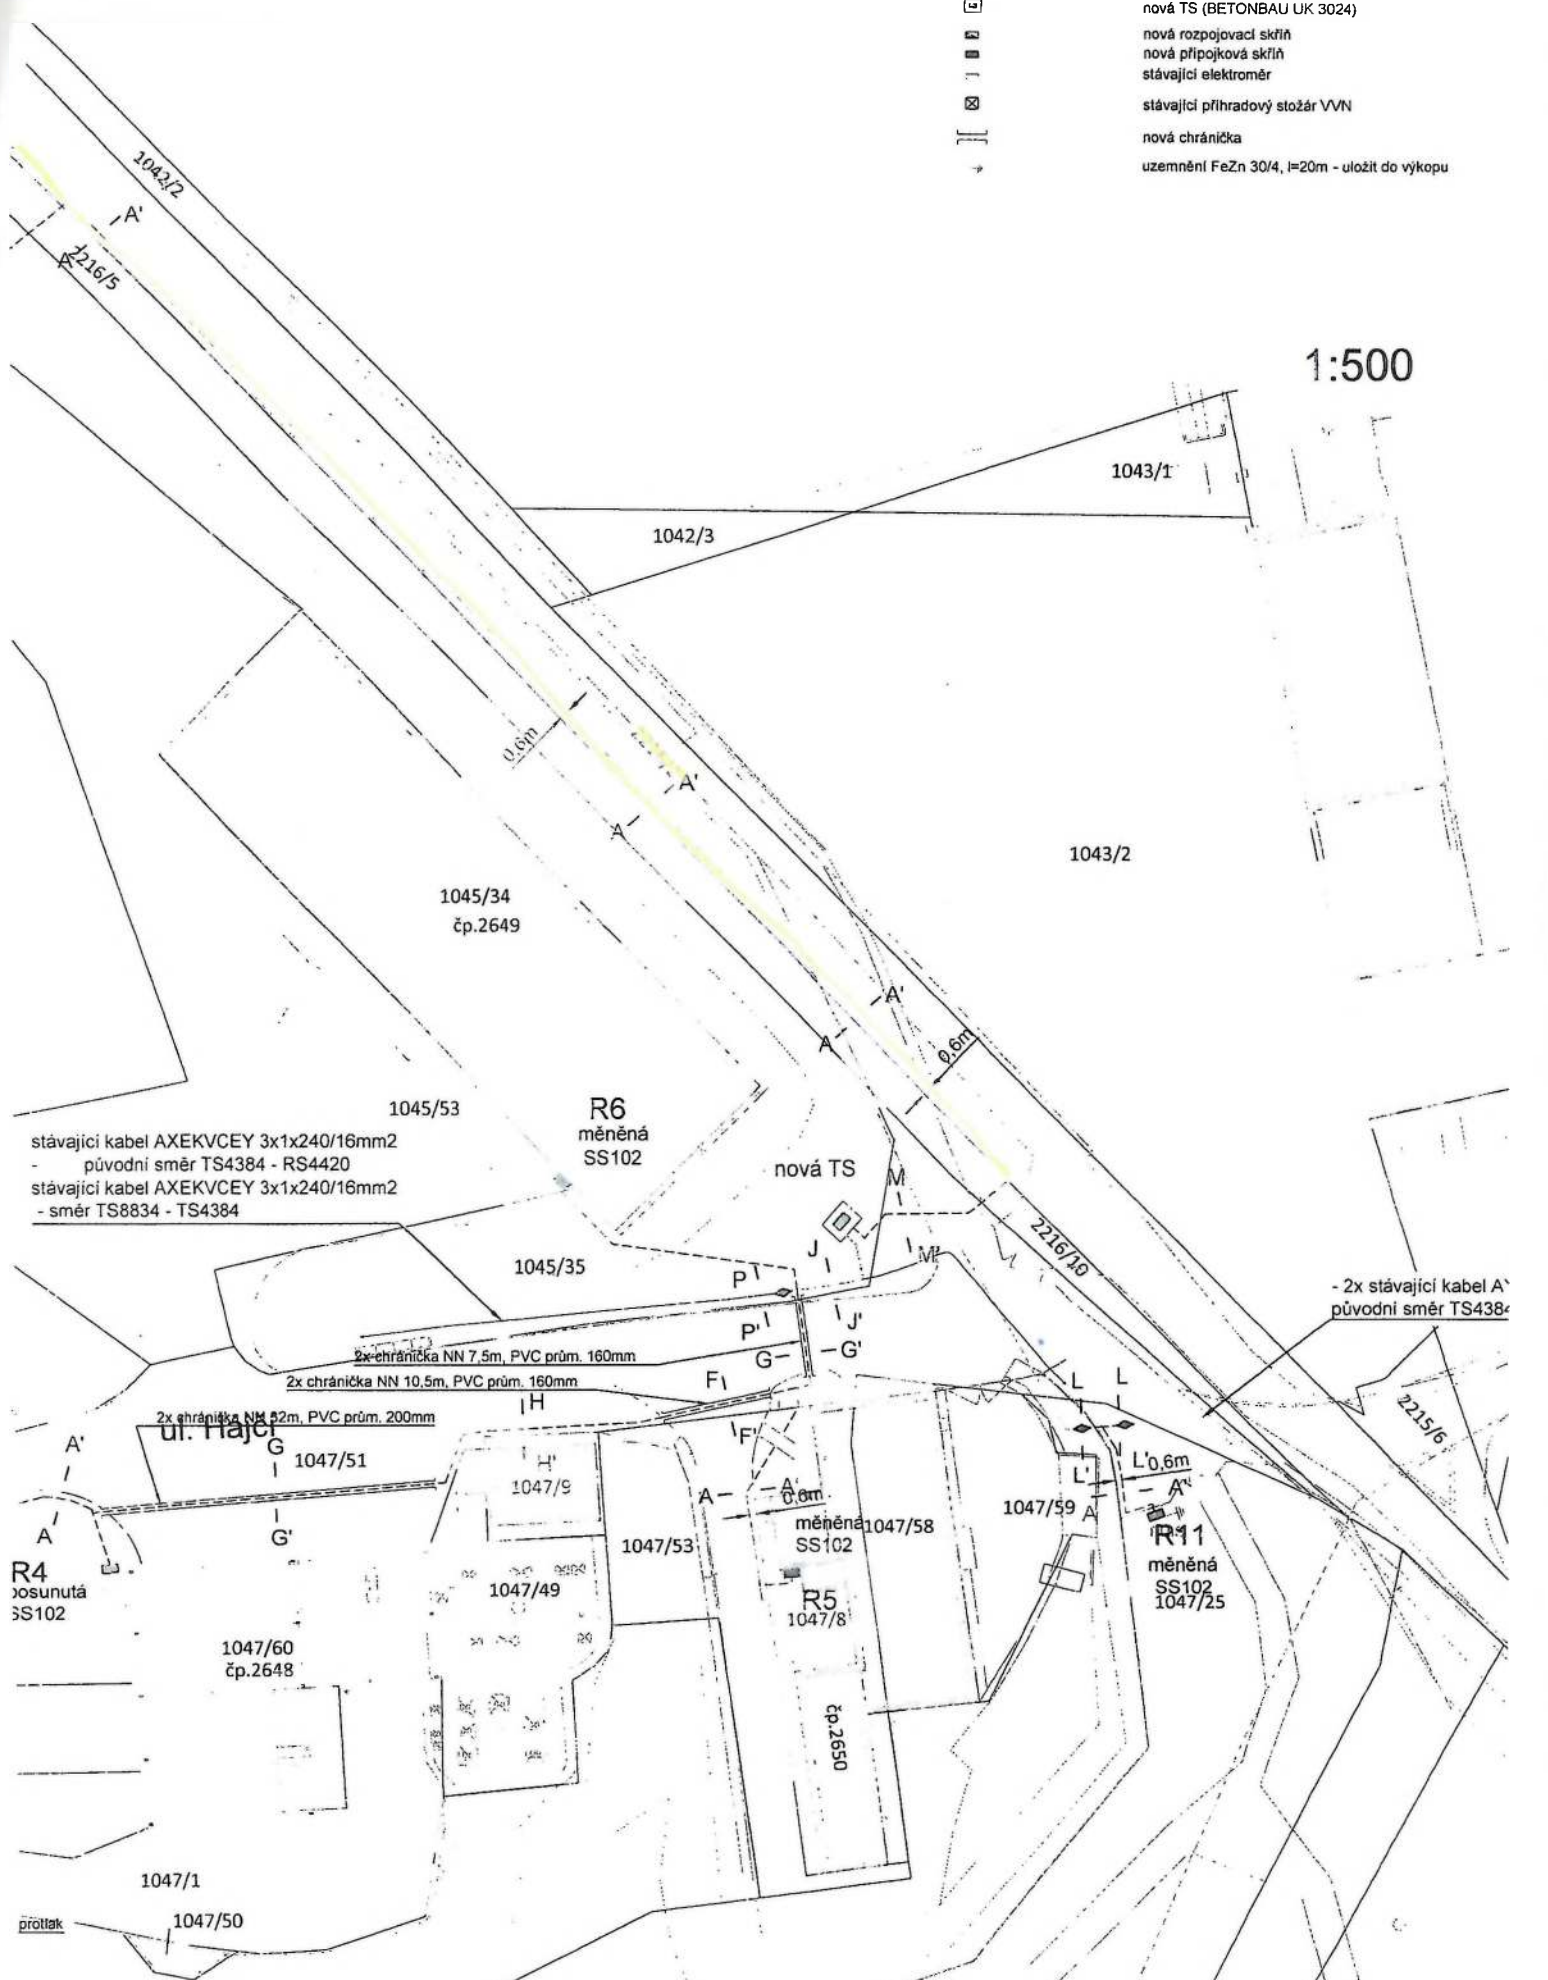 nová TS (BETONBAU UK 3024)
nová rozpojovací skříň
nová přípojková skříň
stávající elektroměr
stávající příhradový stožár VVN
nová chránička
uzemnění FeZn 30/4, l=20m - uložit do výkopu
1:500
1042/2
A'
A
2216/5
1043/1
1042/3
0,6m
A'
A
1043/2
1045/34
čp.2649
A'
A
0,6m
1045/53
R6
měněná
SS102
stávající kabel AXEKVCEY 3x1x240/16mm2
- původní směr TS4384 - RS4420
stávající kabel AXEKVCEY 3x1x240/16mm2
- směr TS8834 - TS4384
nová TS
M
M'
2216/10
J
1045/35
P
- 2x stávající kabel A
původní směr TS4384
P'
J'
G
G'
2x chránička NN 7,5m, PVC prům. 160mm
2x chránička NN 10,5m, PVC prům. 160mm
F
L
L
H
2x chránička NN 52m, PVC prům. 200mm
ul. Hájčí
2215/6
F'
A'
G
1047/51
H'
L'
L'
0,6m
1047/9
A
A'
0,6m
A
A'
1047/59
měněná
1047/58
SS102
A
G'
R11
měněná
SS102
1047/25
1047/53
R4
posunutá
SS102
1047/49
R5
1047/8
1047/60
čp.2648
čp.2650
1047/1
protlak
1047/50